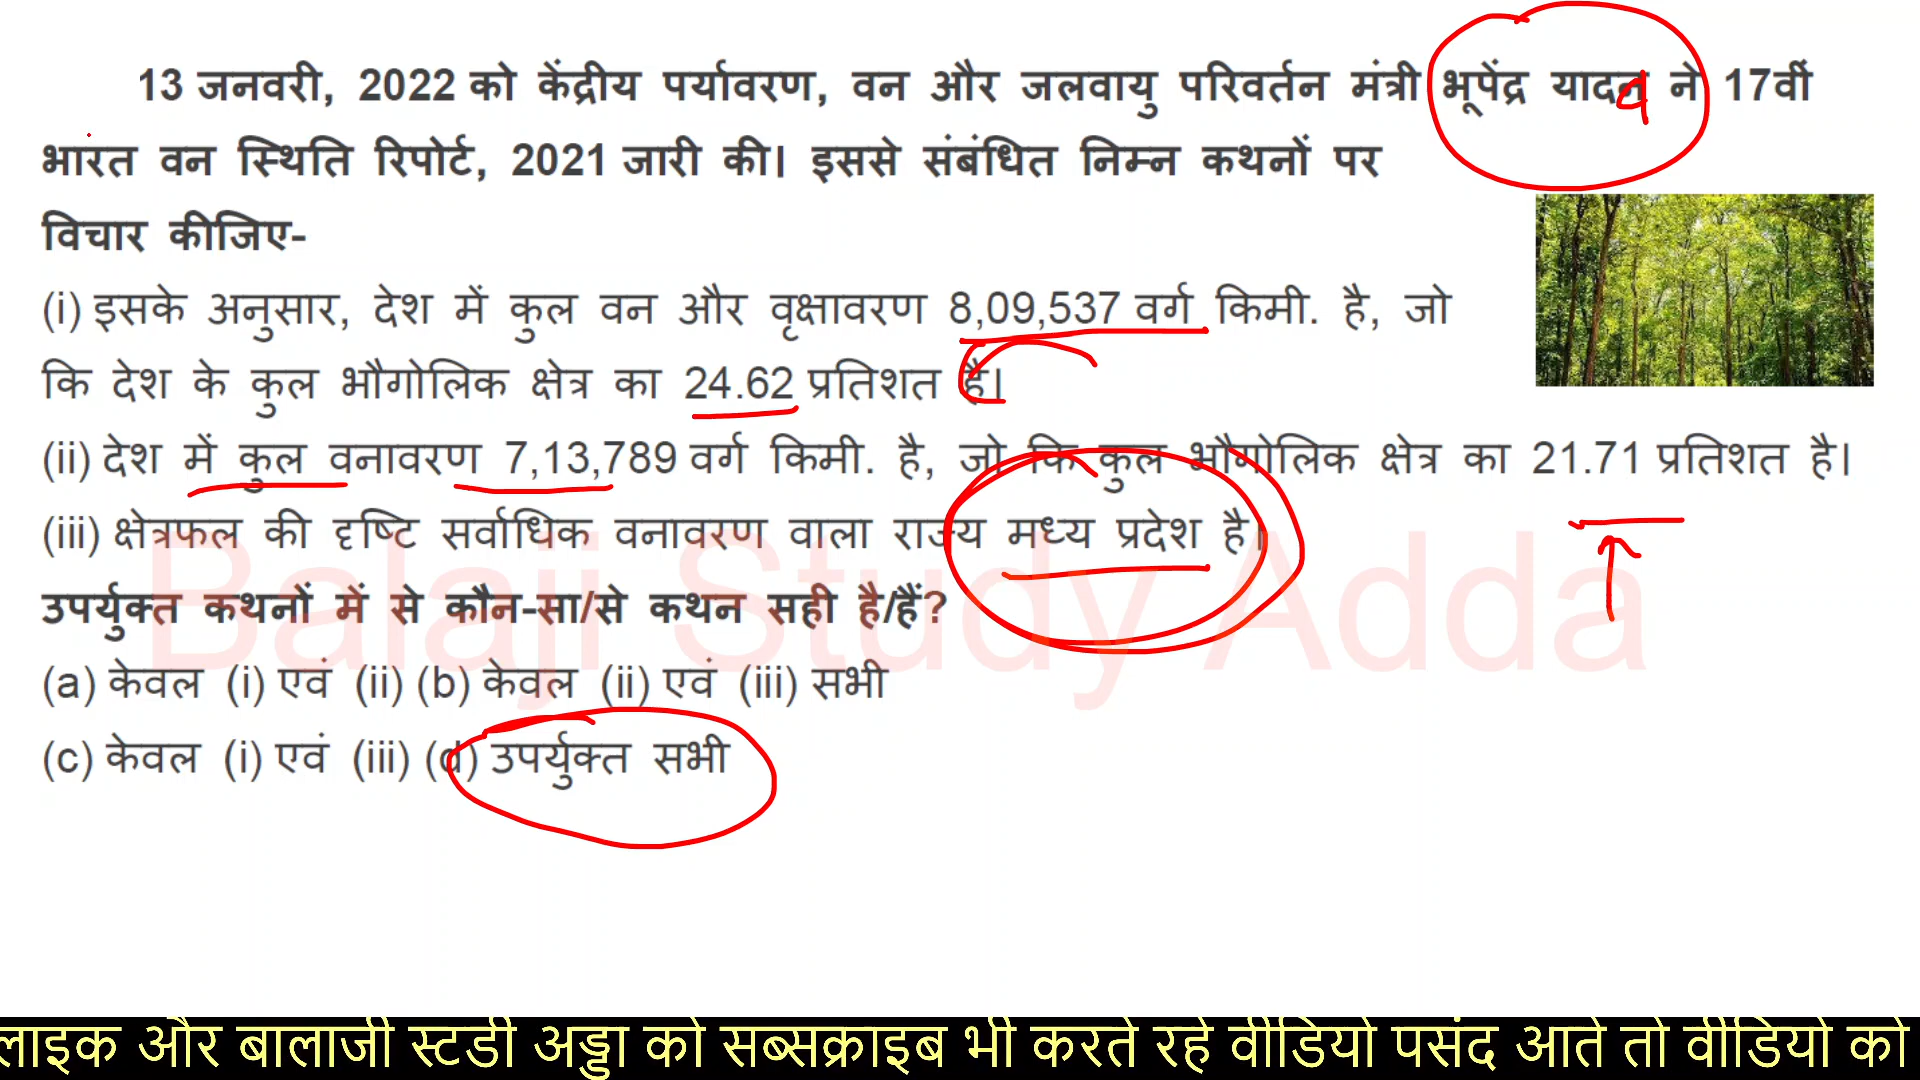 13 जनवरी, 2022 को केंद्रीय पर्यावरण, वन और जलवायु परिवर्तन मंत्री भूपेंद्र यादन ने 17वीं
भारंत वन स्थिति रिपोर्ट, 2021 जारी की। इससे संबंधित निम्न कथनों पर
विचार कीजिए-
(i) इसके अनुसार, देश में कुल वन और वृक्षावरण 8,09,537 वर्ग किमी. है, जो
कि देश के कुल भौगोलिक क्षेत्र का 24.62 प्रतिशत है।
(ii) देश में कुल वनावरण 7,13,789 वर्ग किमी. है, जो कि कुल भौगोलिक क्षेत्र का 21.71 प्रतिशत है।
(iii) क्षेत्रफल की दृष्टि सर्वाधिक वनावरण वाला राज्य मध्य प्रदेश है।
उपर्युक्त कथनों में से कौन-सा/से कथन सही है/हैं?
(a) केवल (i) एवं (ii) (b) केवल (ii) एवं (iii) सभी
(c) केवल (i) एवं (iii) (d) उपर्युक्त सभी
Balaji Study Adda
लाइक और बालाजी स्टडी अड्डा को सब्सक्राइब भी करते रहे वीडियो पसंद आते तो वीडियो को